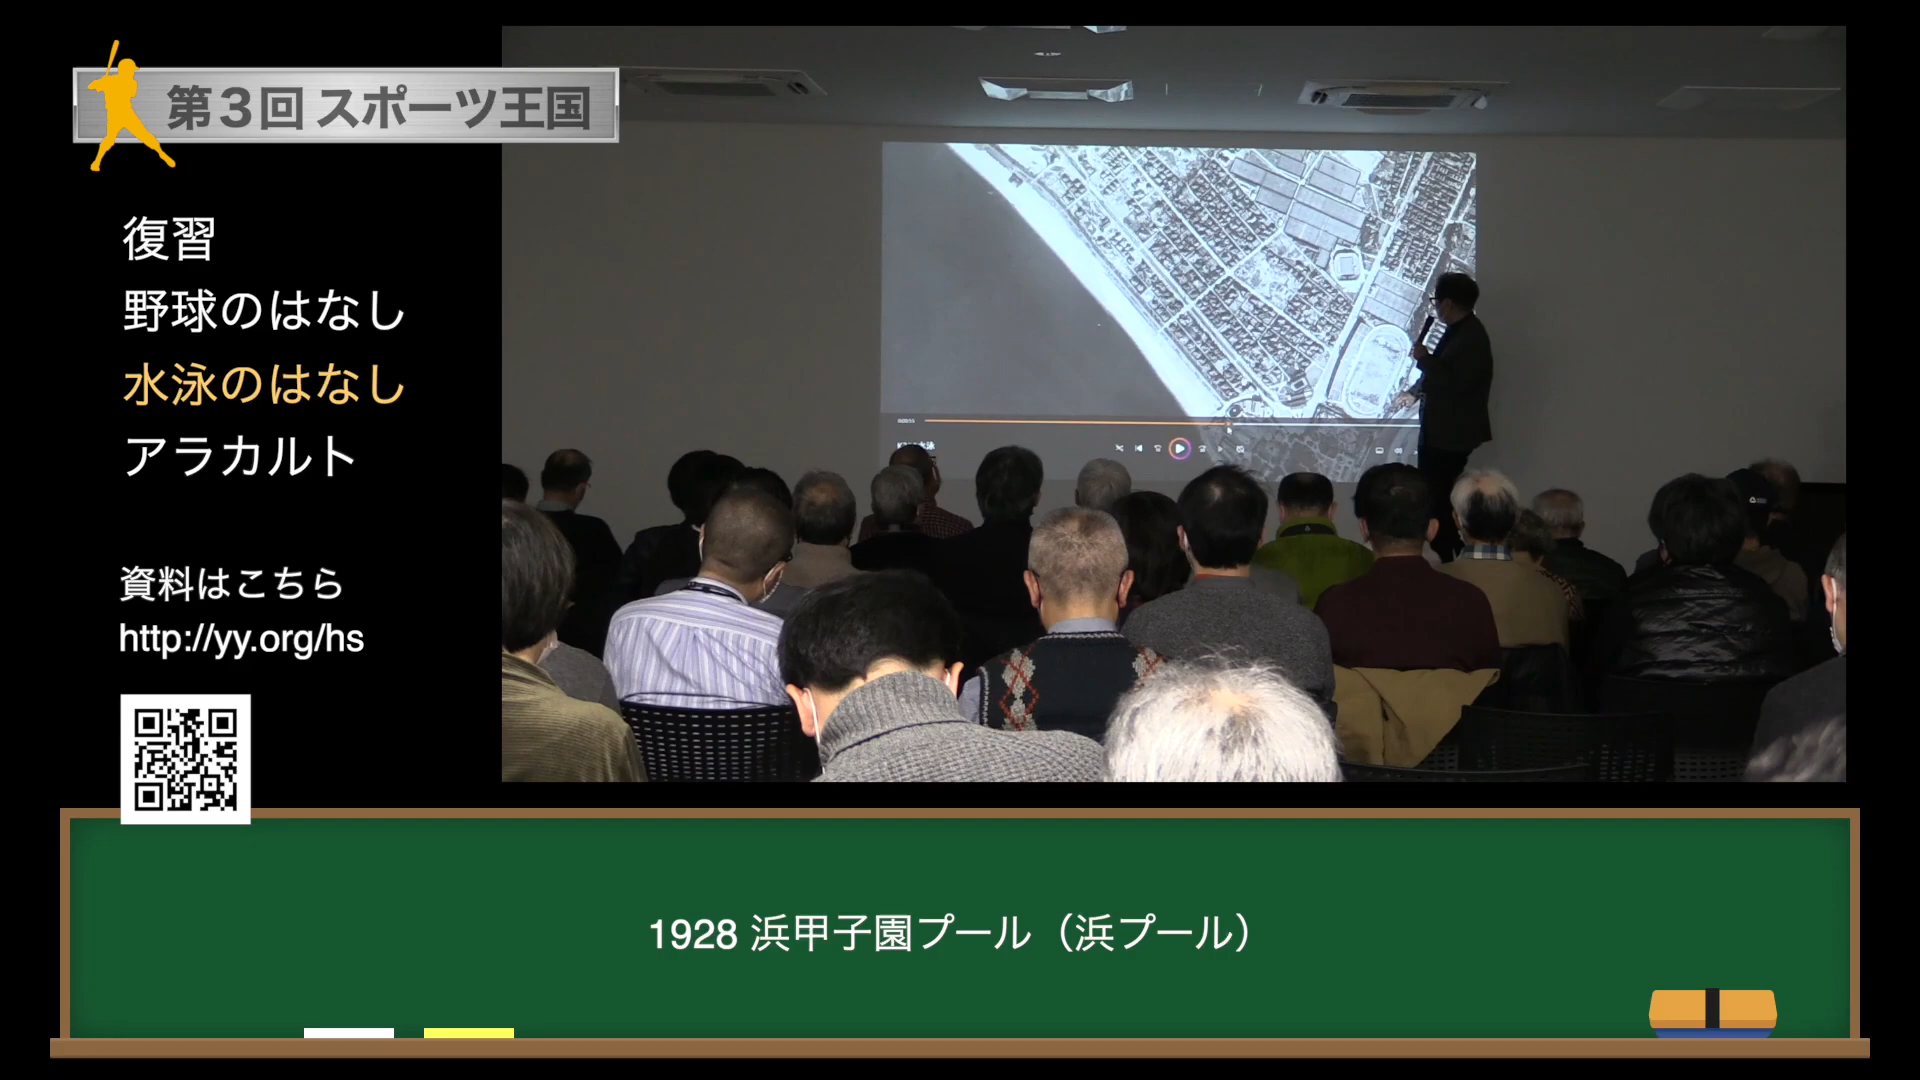 第３回 スポーツ王国
復習
野球のはなし
水泳のはなし
アラカルト
資料はこちら
http://yy.org/hs
1928 浜甲子園プール（浜プール）